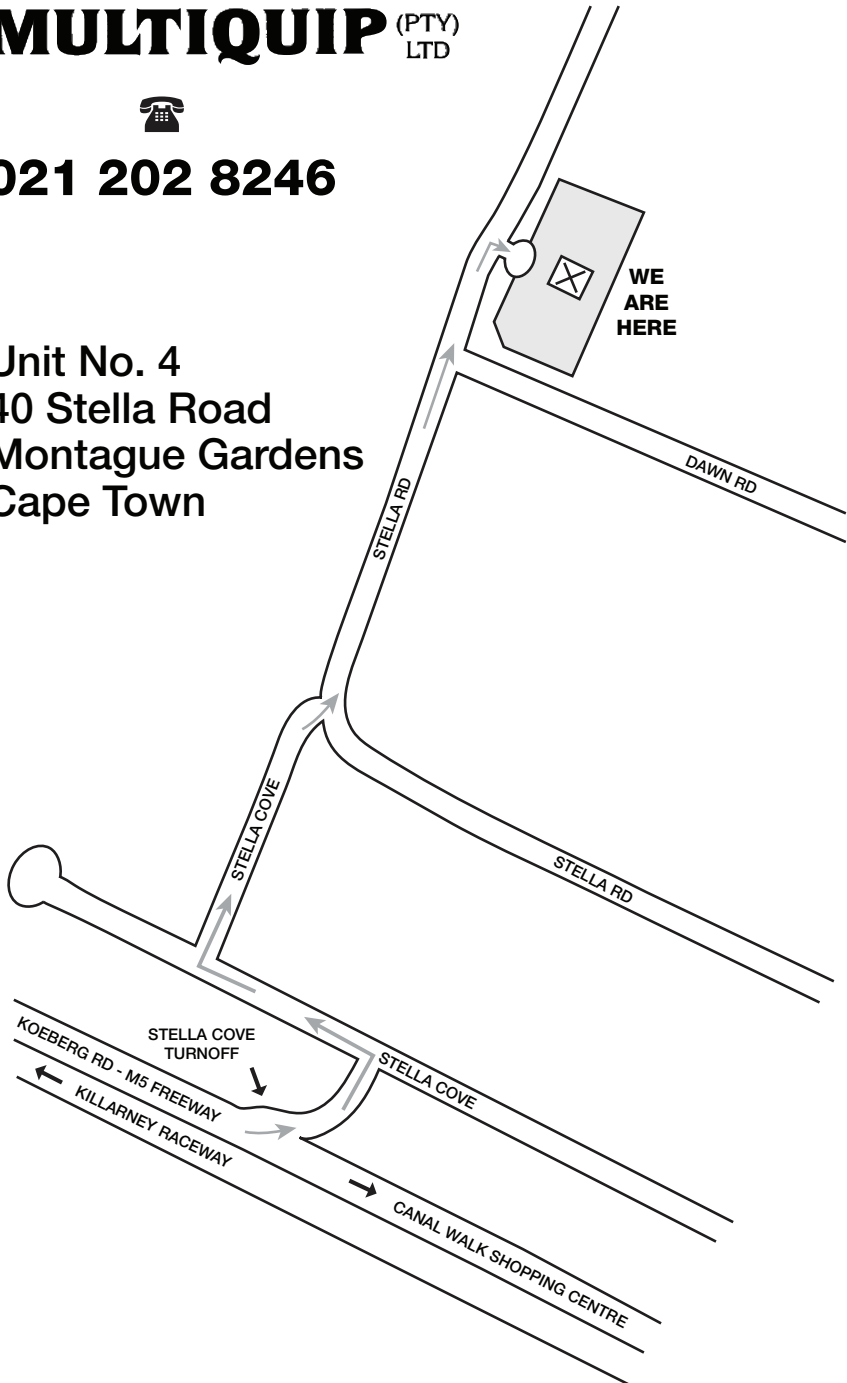 MULTIQUIP (PTY) LTD
021 202 8246
Unit No. 4
40 Stella Road
Montague Gardens
Cape Town
WE
ARE
HERE
DAWN RD
STELLA RD
STELLA COVE
STELLA RD
STELLA COVE
TURNOFF
STELLA COVE
KOEBERG RD - M5 FREEWAY
KILLARNEY RACEWAY
CANAL WALK SHOPPING CENTRE